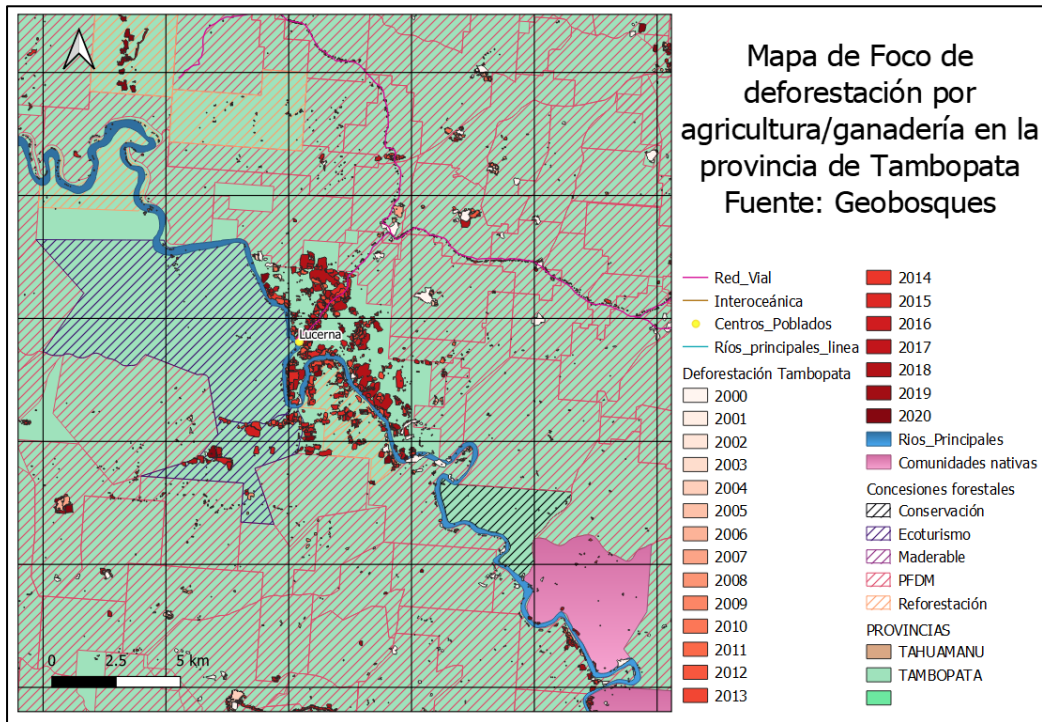 Mapa de Foco de
deforestación por
agricultura/ganadería en la
provincia de Tambopata
Fuente: Geobosques
Lucerna
0 2.5 5 km
Red_Vial
Interoceánica
Centros_Poblados
Ríos_principales_linea
Deforestación Tambopata
2000
2001
2002
2003
2004
2005
2006
2007
2008
2009
2010
2011
2012
2013
2014
2015
2016
2017
2018
2019
2020
Rios_Principales
Comunidades nativas
Concesiones forestales
Conservación
Ecoturismo
Maderable
PFDM
Reforestación
PROVINCIAS
TAHUAMANU
TAMBOPATA